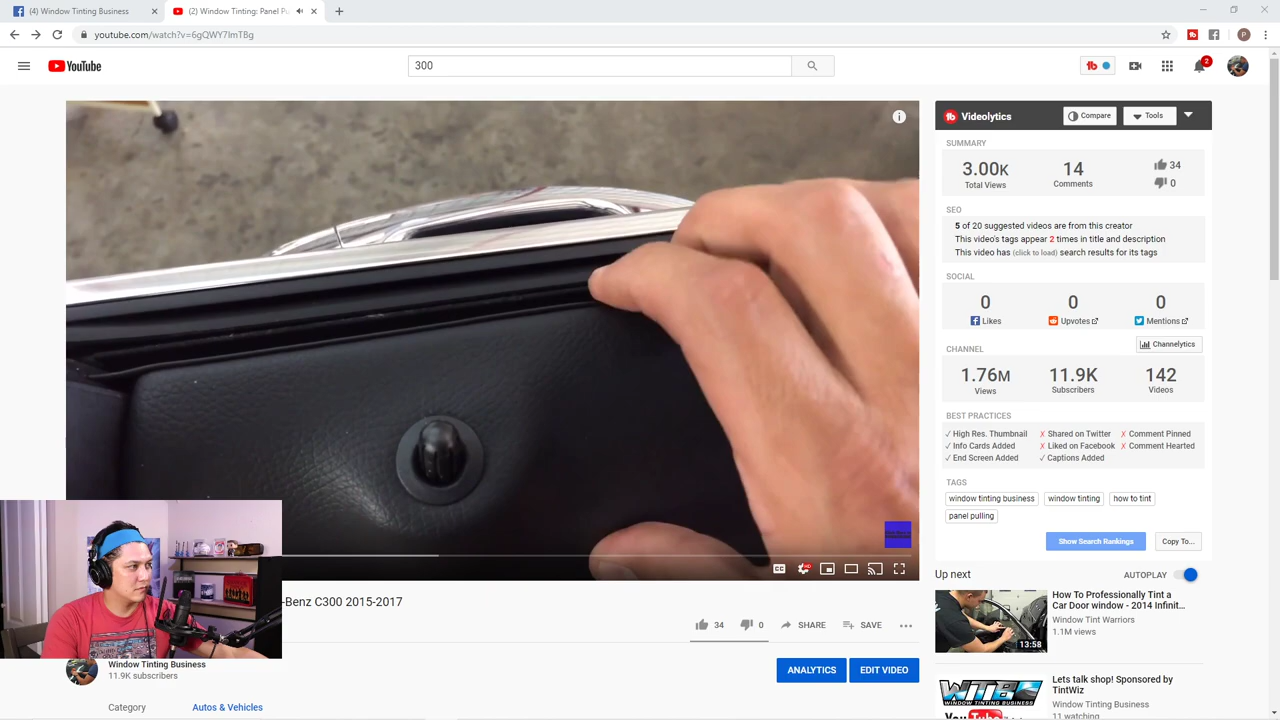 (4) Window Tinting Business
(2) Window Tinting: Panel Pu
youtube.com/watch?v=6gQWY7ImTBg
YouTube
300
2
Videolytics
Compare
Tools
SUMMARY
3.00K
Total Views
14
Comments
34
0
SEO
5 of 20 suggested videos are from this creator
This video's tags appear 2 times in title and description
This video has (click to load) search results for its tags
SOCIAL
0
Likes
0
Upvotes
0
Mentions
CHANNEL
Channelytics
1.76M
Views
11.9K
Subscribers
142
Videos
BEST PRACTICES
✓ High Res. Thumbnail
✗ Shared on Twitter
✗ Comment Pinned
✓ Info Cards Added
✗ Liked on Facebook
✗ Comment Hearted
✓ End Screen Added
✓ Captions Added
TAGS
window tinting business
window tinting
how to tint
panel pulling
Show Search Rankings
Copy To...
-Benz C300 2015-2017
34
0
SHARE
SAVE
Window Tinting Business
11.9K subscribers
ANALYTICS
EDIT VIDEO
Category
Autos & Vehicles
Up next
AUTOPLAY
How To Professionally Tint a
Car Door window - 2014 Infinit...
Window Tint Warriors
1.1M views
13:58
Lets talk shop! Sponsored by
TintWiz
Window Tinting Business
11 watching
WTB
WINDOW TINTING BUSINESS